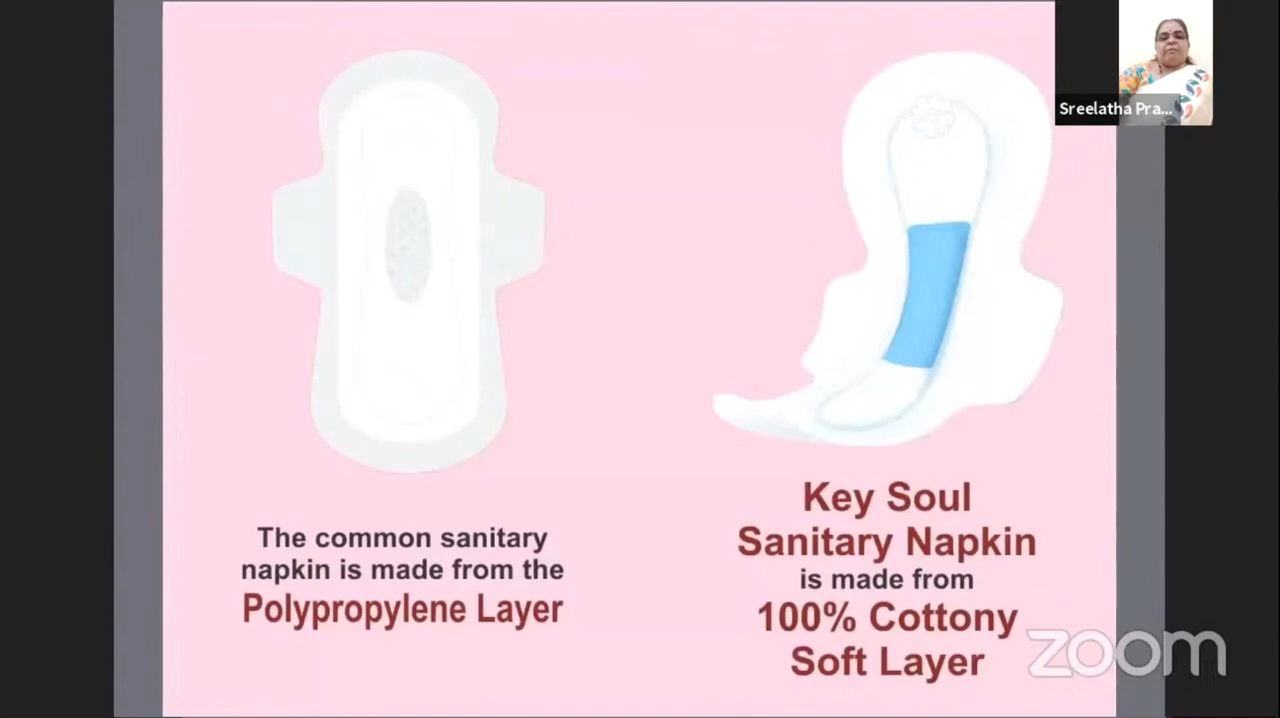 Sreelatha Pra...
The common sanitary
napkin is made from the
Polypropylene Layer
Key Soul
Sanitary Napkin
is made from
100% Cottony
Soft Layer
zoom